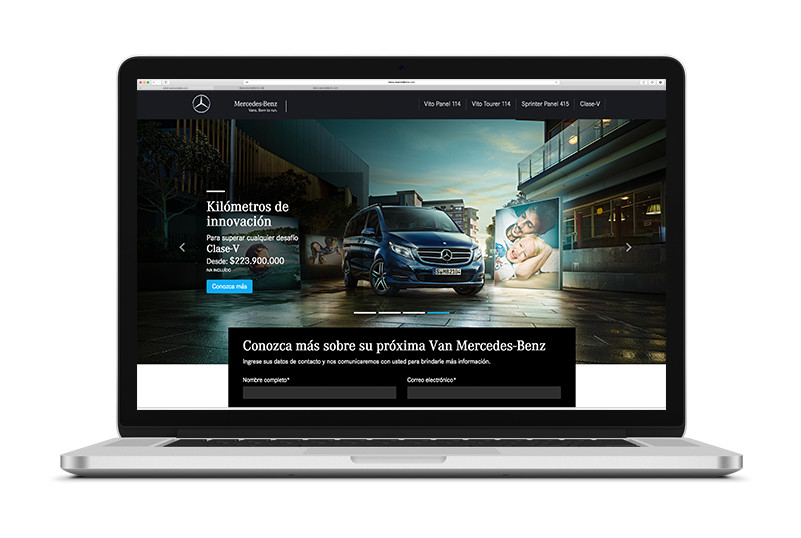 Mercedes-Benz
Vans. Born to run.
Vito Panel 114
Vito Tourer 114
Sprinter Panel 415
Clase-V
Kilómetros de
innovación
Para superar cualquier desafío
Clase-V
Desde: $223.900.000
IVA INCLUÍDO
Conozca más
Conozca más sobre su próxima Van Mercedes-Benz
Ingrese sus datos de contacto y nos comunicaremos con usted para brindarle más información.
Nombre completo*
Correo electrónico*